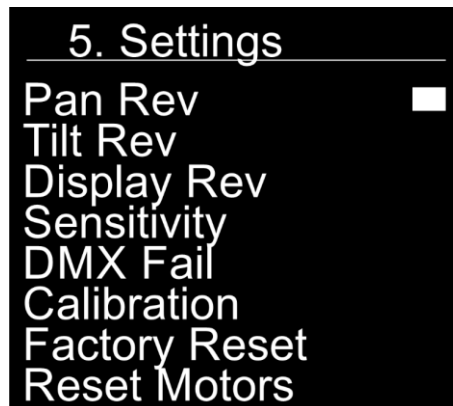 5. Settings
Pan Rev
Tilt Rev
Display Rev
Sensitivity
DMX Fail
Calibration
Factory Reset
Reset Motors